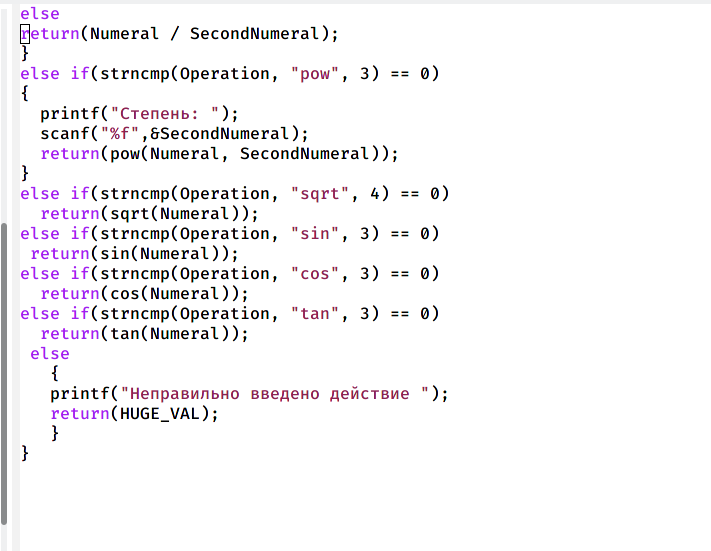 else
return(Numeral / SecondNumeral);
}
else if(strncmp(Operation, "pow", 3) == 0)
{
  printf("Степень: ");
  scanf("%f",&SecondNumeral);
  return(pow(Numeral, SecondNumeral));
}
else if(strncmp(Operation, "sqrt", 4) == 0)
  return(sqrt(Numeral));
else if(strncmp(Operation, "sin", 3) == 0)
 return(sin(Numeral));
else if(strncmp(Operation, "cos", 3) == 0)
  return(cos(Numeral));
else if(strncmp(Operation, "tan", 3) == 0)
  return(tan(Numeral));
 else
   {
   printf("Неправильно введено действие ");
   return(HUGE_VAL);
   }
}